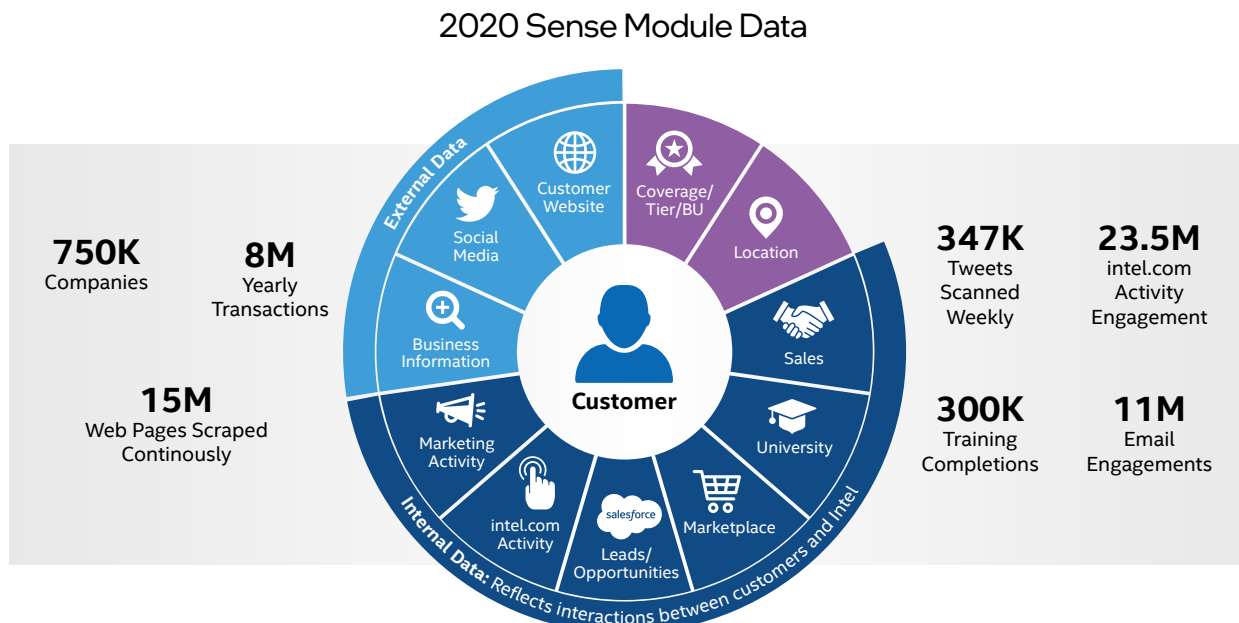 2020 Sense Module Data
750K
Companies
8M
Yearly
Transactions
15M
Web Pages Scraped
Continously
External Data
Customer
Website
Social
Media
Business
Information
Coverage/
Tier/BU
Location
Sales
University
Marketplace
salesforce
Leads/
Opportunities
intel.com
Activity
Marketing
Activity
Internal Data: Reflects interactions between customers and Intel
Customer
347K
Tweets
Scanned
Weekly
23.5M
intel.com
Activity
Engagement
300K
Training
Completions
11M
Email
Engagements